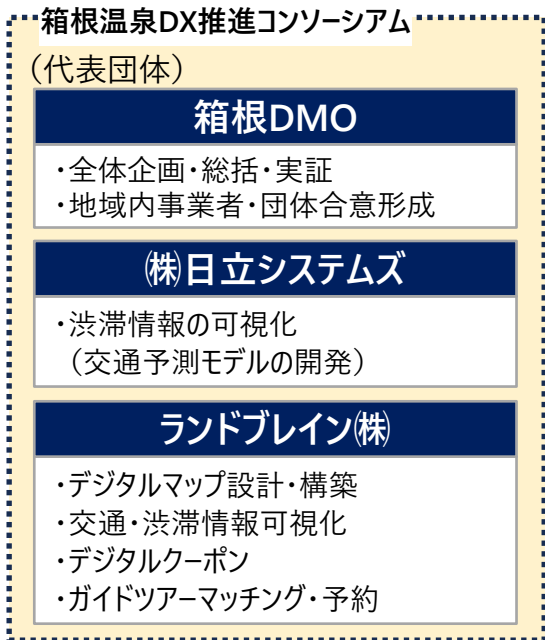 箱根温泉DX推進コンソーシアム
（代表団体）
箱根DMO
・全体企画・総括・実証
・地域内事業者・団体合意形成
㈱日立システムズ
・渋滞情報の可視化
（交通予測モデルの開発）
ランドブレイン㈱
・デジタルマップ設計・構築
・交通・渋滞情報可視化
・デジタルクーポン
・ガイドツアーマッチング・予約